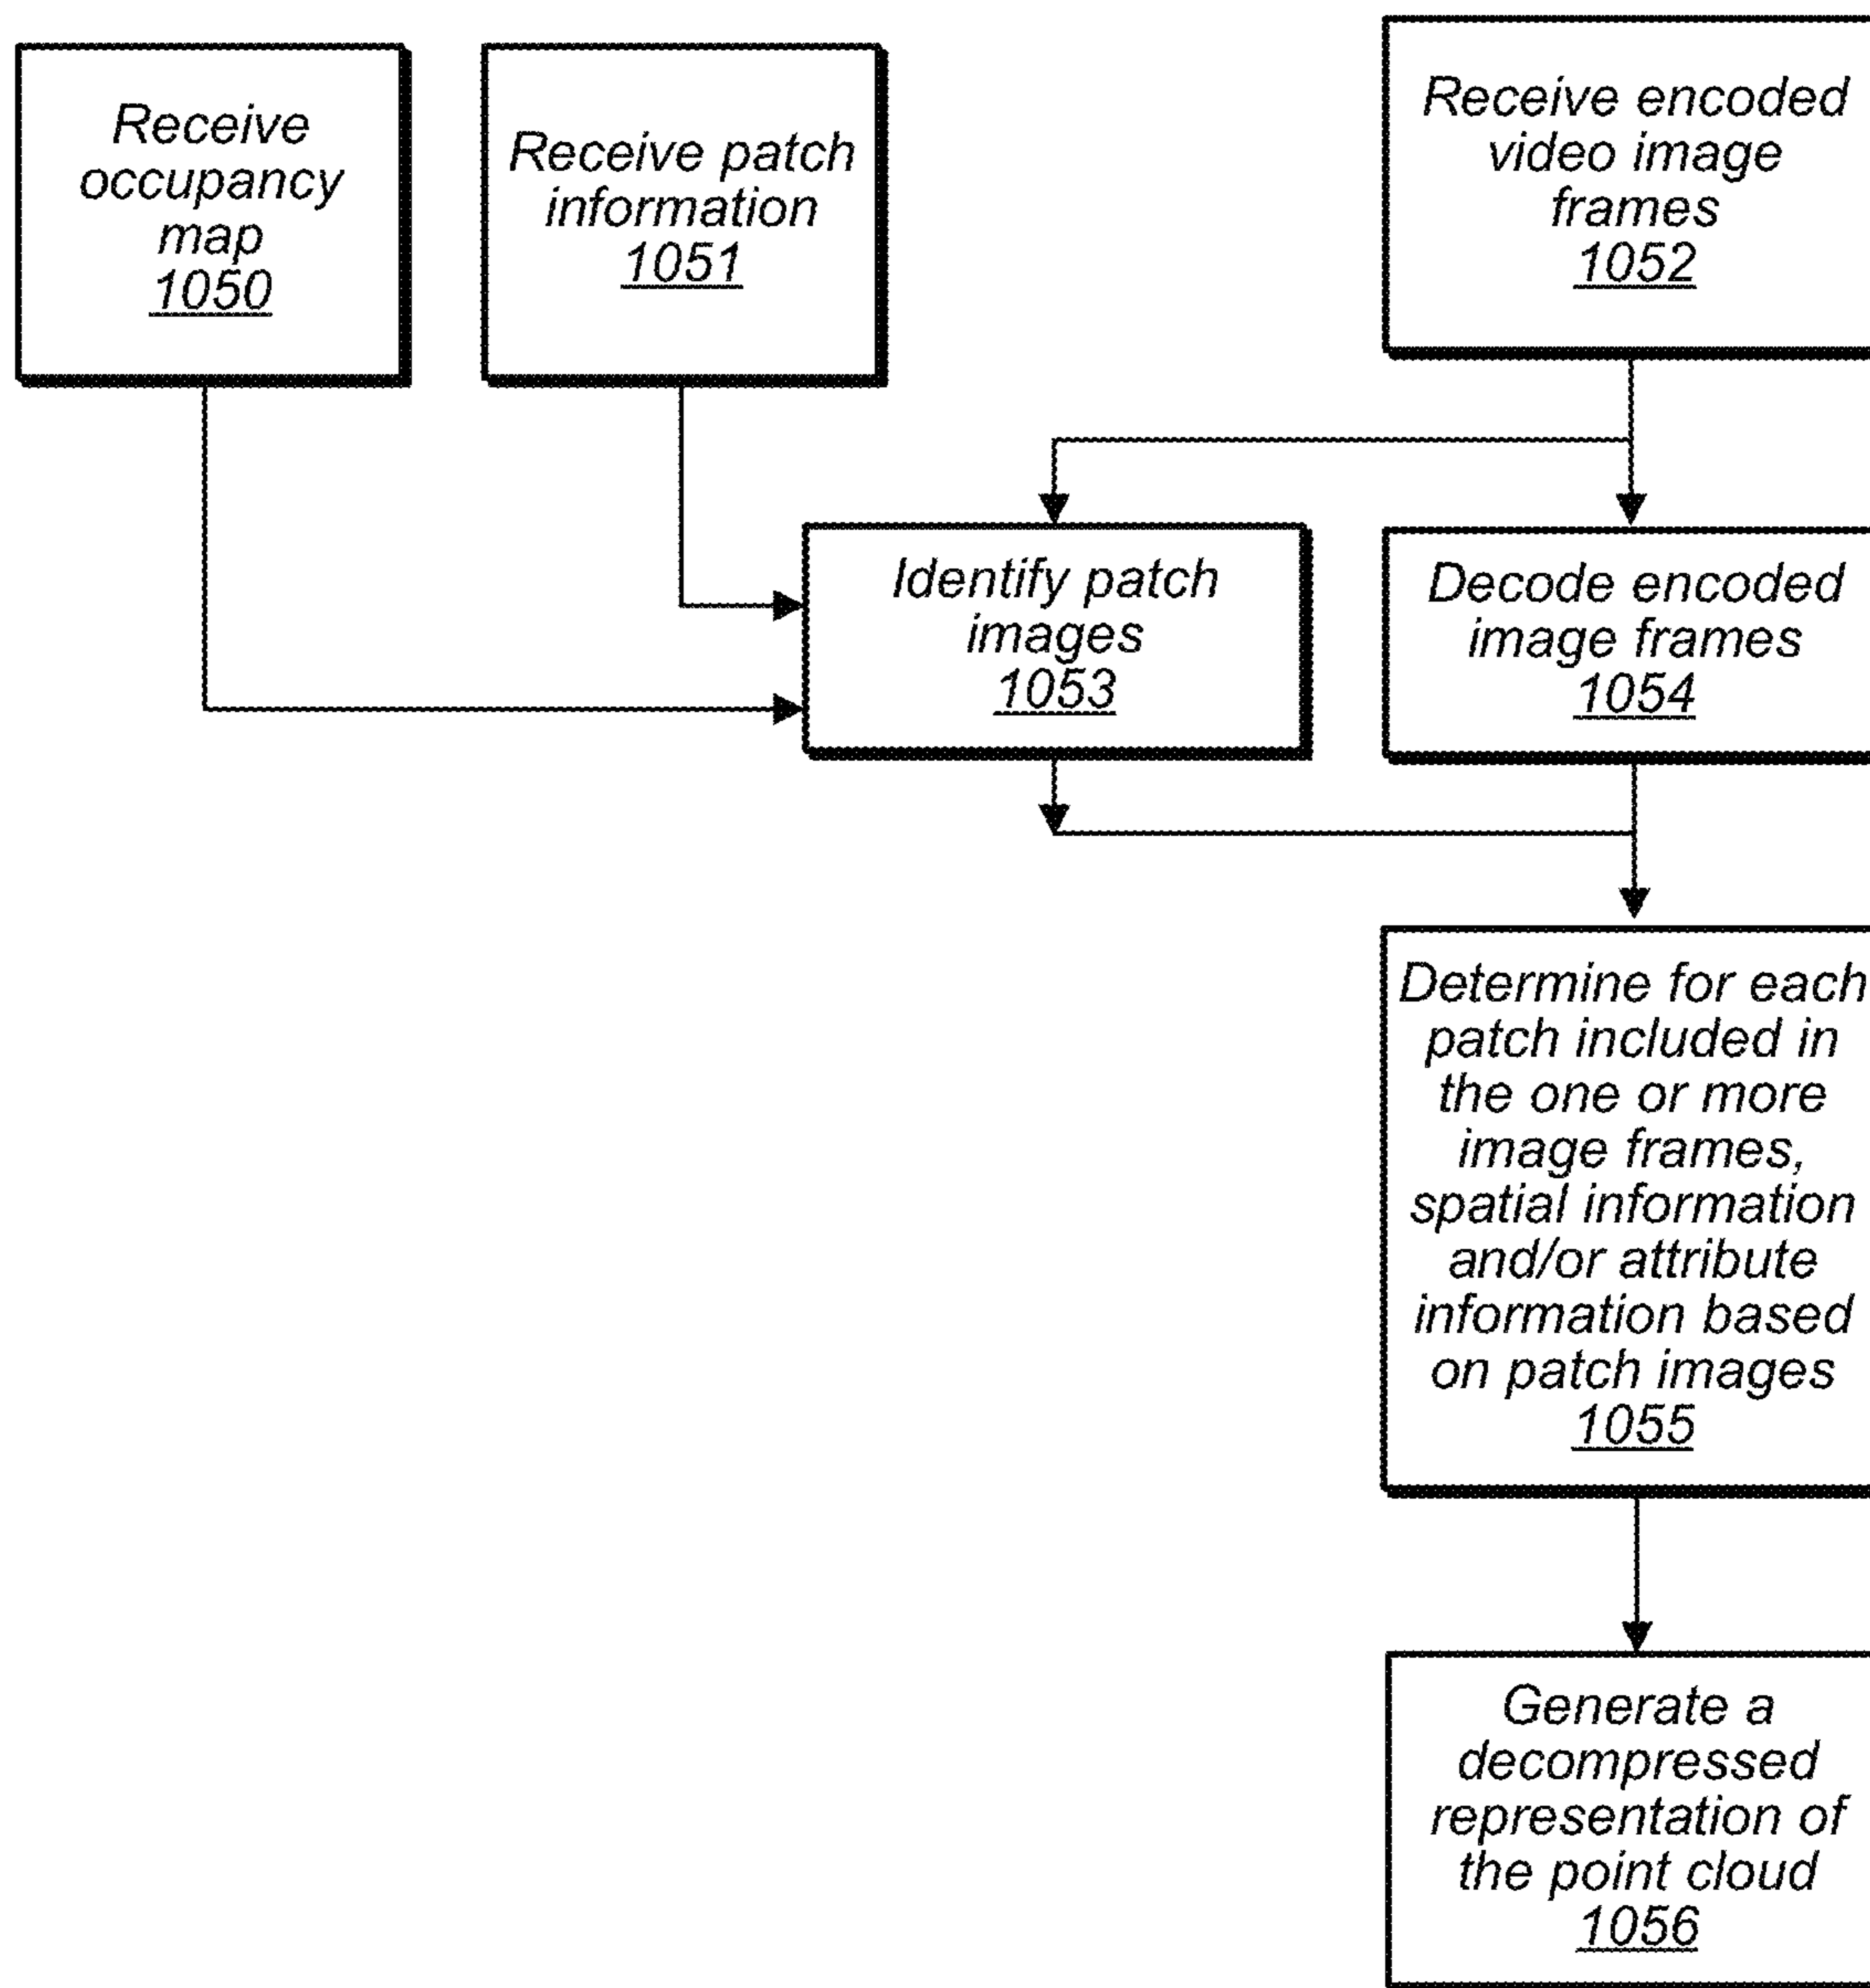 Receive
occupancy
map
1050
Receive patch
information
1051
Receive encoded
video image
frames
1052
Identify patch
images
1053
Decode encoded
image frames
1054
Determine for each
patch included in
the one or more
image frames,
spatial information
and/or attribute
information based
on patch images
1055
Generate a
decompressed
representation of
the point cloud
1056